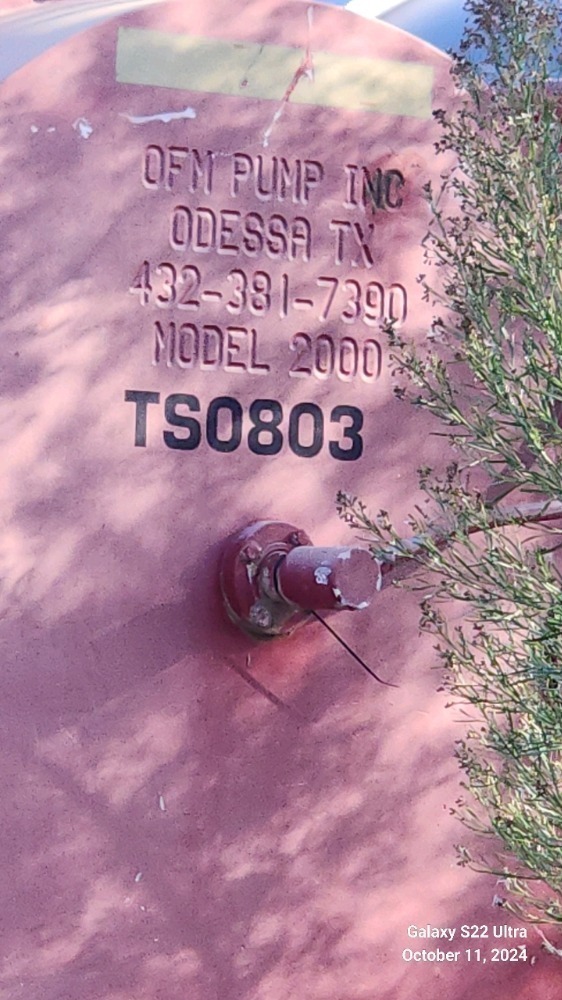 OFM PUMP INC
ODESSA TX
432-381-7390
MODEL 2000
TS0803
Galaxy S22 Ultra
October 11, 2024